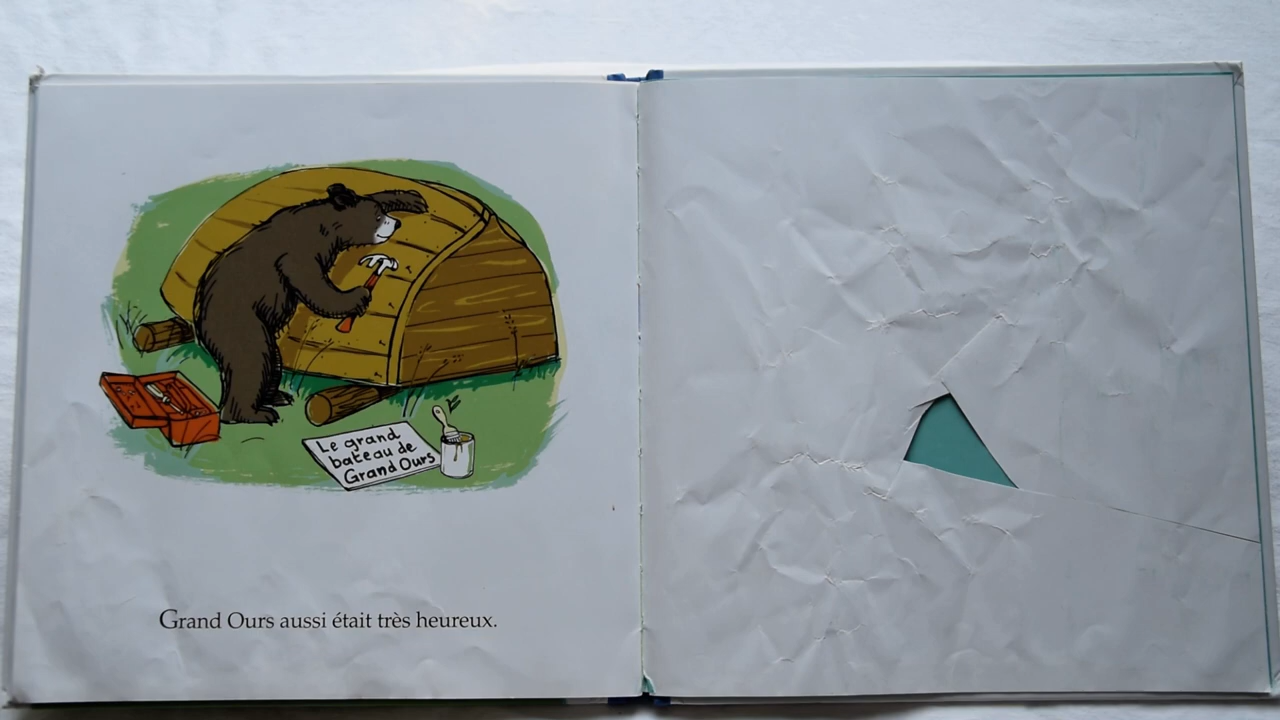 Le grand
bateau de
Grand Ours
Grand Ours aussi était très heureux.